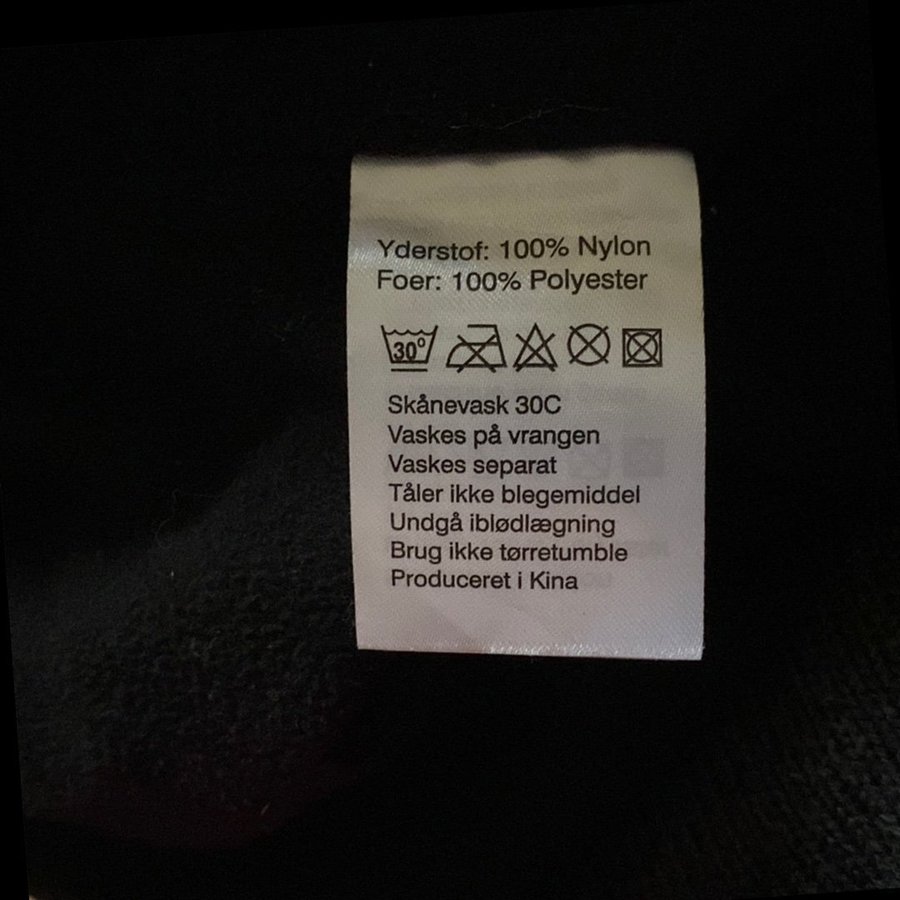 Yderstof: 100% Nylon
Foer: 100% Polyester
30°
Skånevask 30C
Vaskes på vrangen
Vaskes separat
Tåler ikke blegemiddel
Undgå iblødlægning
Brug ikke tørretumble
Produceret i Kina